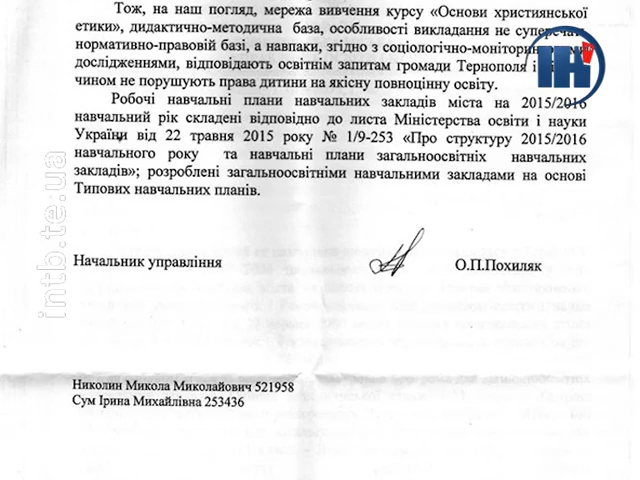 Тож, на наш погляд, мережа вивчення курсу «Основи християнської
етики», дидактично-методична база, особливості викладання не супереч
нормативно-правовій базі, а навпаки, згідно з соціологічно-моніторин
дослідженнями, відповідають освітнім запитам громади Тернополя і
чином не порушують права дитини на якісну повноцінну освіту.
Робочі навчальні плани навчальних закладів міста на 2015/2016
навчальний рік складені відповідно до листа Міністерства освіти і науки
України від 22 травня 2015 року № 1/9-253 «Про структуру 2015/2016
навчального року та навчальні плани загальноосвітніх навчальних
закладів»; розроблені загальноосвітніми навчальними закладами на основі
Типових навчальних планів.
Начальник управління О.П.Похиляк
Николин Микола Миколайович 521958
Сум Ірина Михайлівна 253436
intb.te.ua
ПН